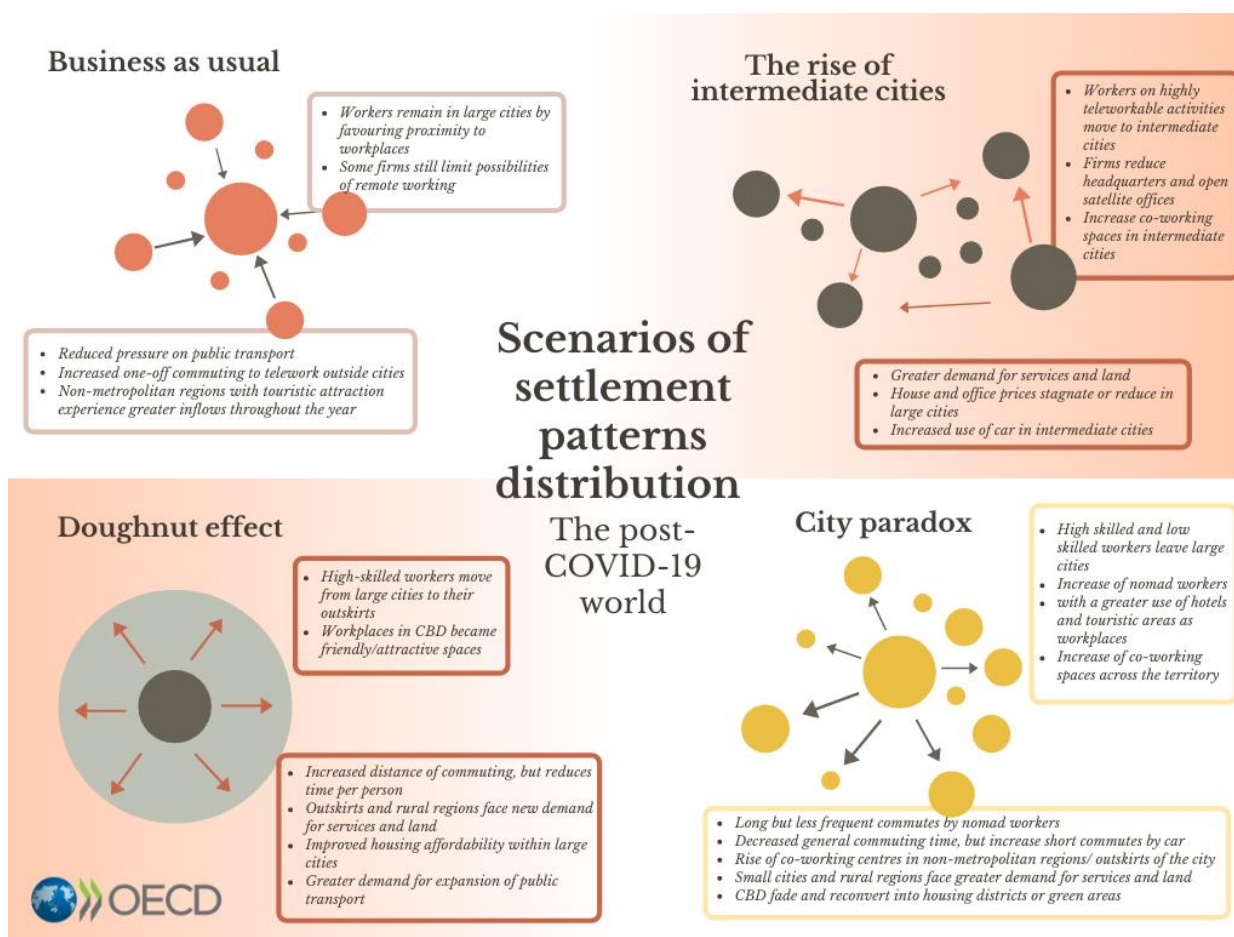 Business as usual
• Workers remain in large cities by
favouring proximity to
workplaces
• Some firms still limit possibilities
of remote working
• Reduced pressure on public transport
• Increased one-off commuting to telework outside cities
• Non-metropolitan regions with touristic attraction
experience greater inflows throughout the year
The rise of
intermediate cities
• Workers on highly
teleworkable activities
move to intermediate
cities
• Firms reduce
headquarters and open
satellite offices
• Increase co-working
spaces in intermediate
cities
• Greater demand for services and land
• House and office prices stagnate or reduce in
large cities
• Increased use of car in intermediate cities
Scenarios of
settlement
patterns
distribution
The post-
COVID-19
world
Doughnut effect
• High-skilled workers move
from large cities to their
outskirts
• Workplaces in CBD became
friendly/attractive spaces
• Increased distance of commuting, but reduces
time per person
• Outskirts and rural regions face new demand
for services and land
• Improved housing affordability within large
cities
• Greater demand for expansion of public
transport
OECD
City paradox
• High skilled and low
skilled workers leave large
cities
• Increase of nomad workers
• with a greater use of hotels
and touristic areas as
workplaces
• Increase of co-working
spaces across the territory
• Long but less frequent commutes by nomad workers
• Decreased general commuting time, but increase short commutes by car
• Rise of co-working centres in non-metropolitan regions/ outskirts of the city
• Small cities and rural regions face greater demand for services and land
• CBD fade and reconvert into housing districts or green areas